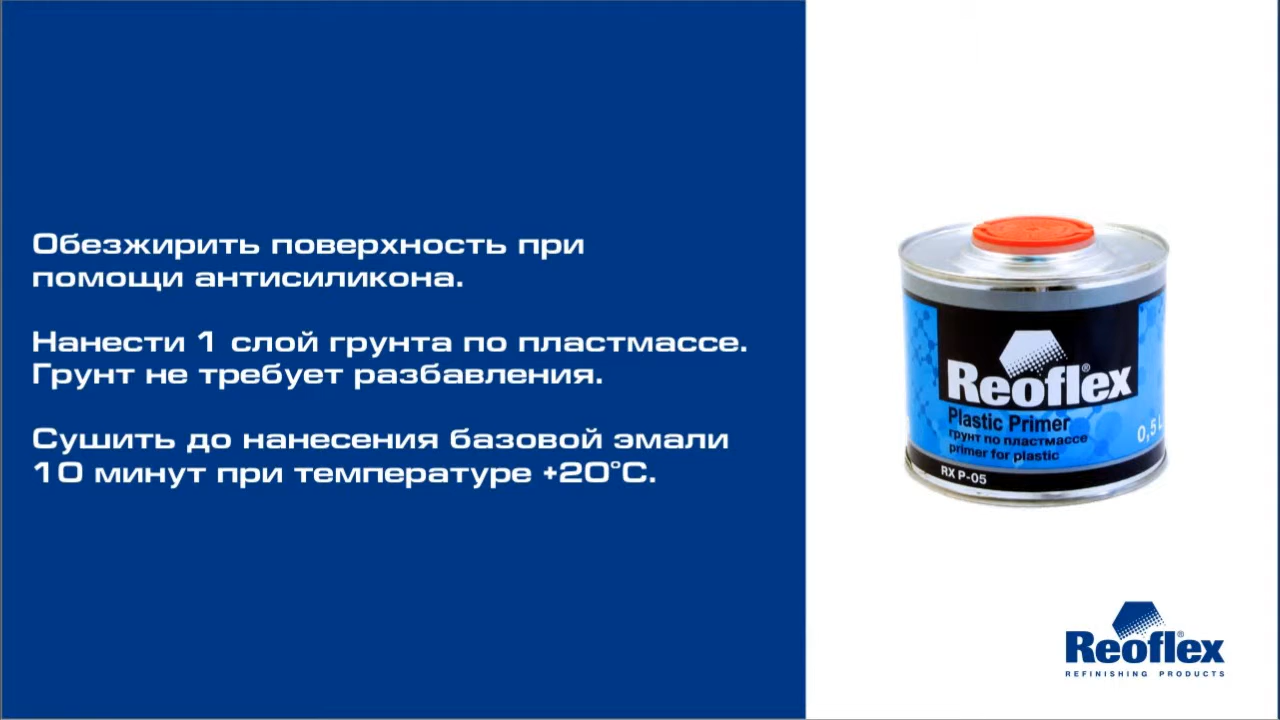 Обезжирить поверхность при
помощи антисиликона.
Нанести 1 слой грунта по пластмассе.
Грунт не требует разбавления.
Сушить до нанесения базовой эмали
10 минут при температуре +20°C.
Reoflex®
Plastic Primer
грунт по пластмассе
primer for plastic
0,5 L
RX P-05
Reoflex®
REFINISHING PRODUCTS